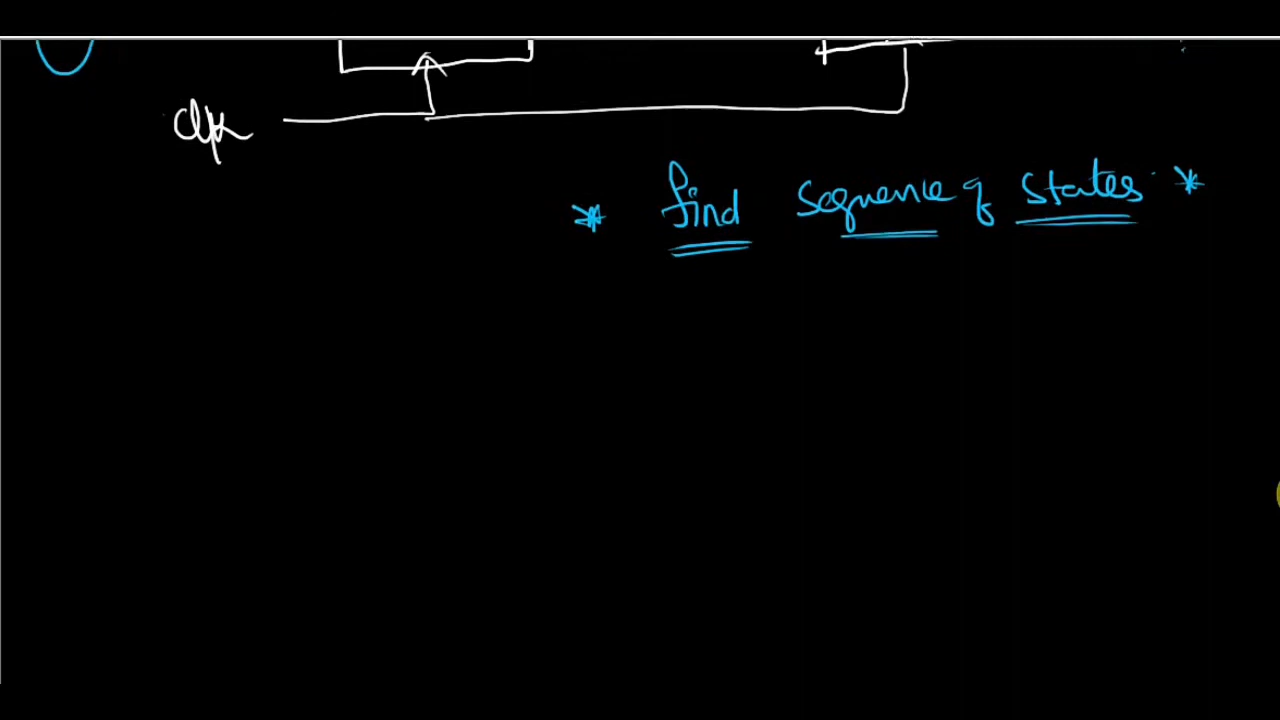 clk
* find sequence of states *